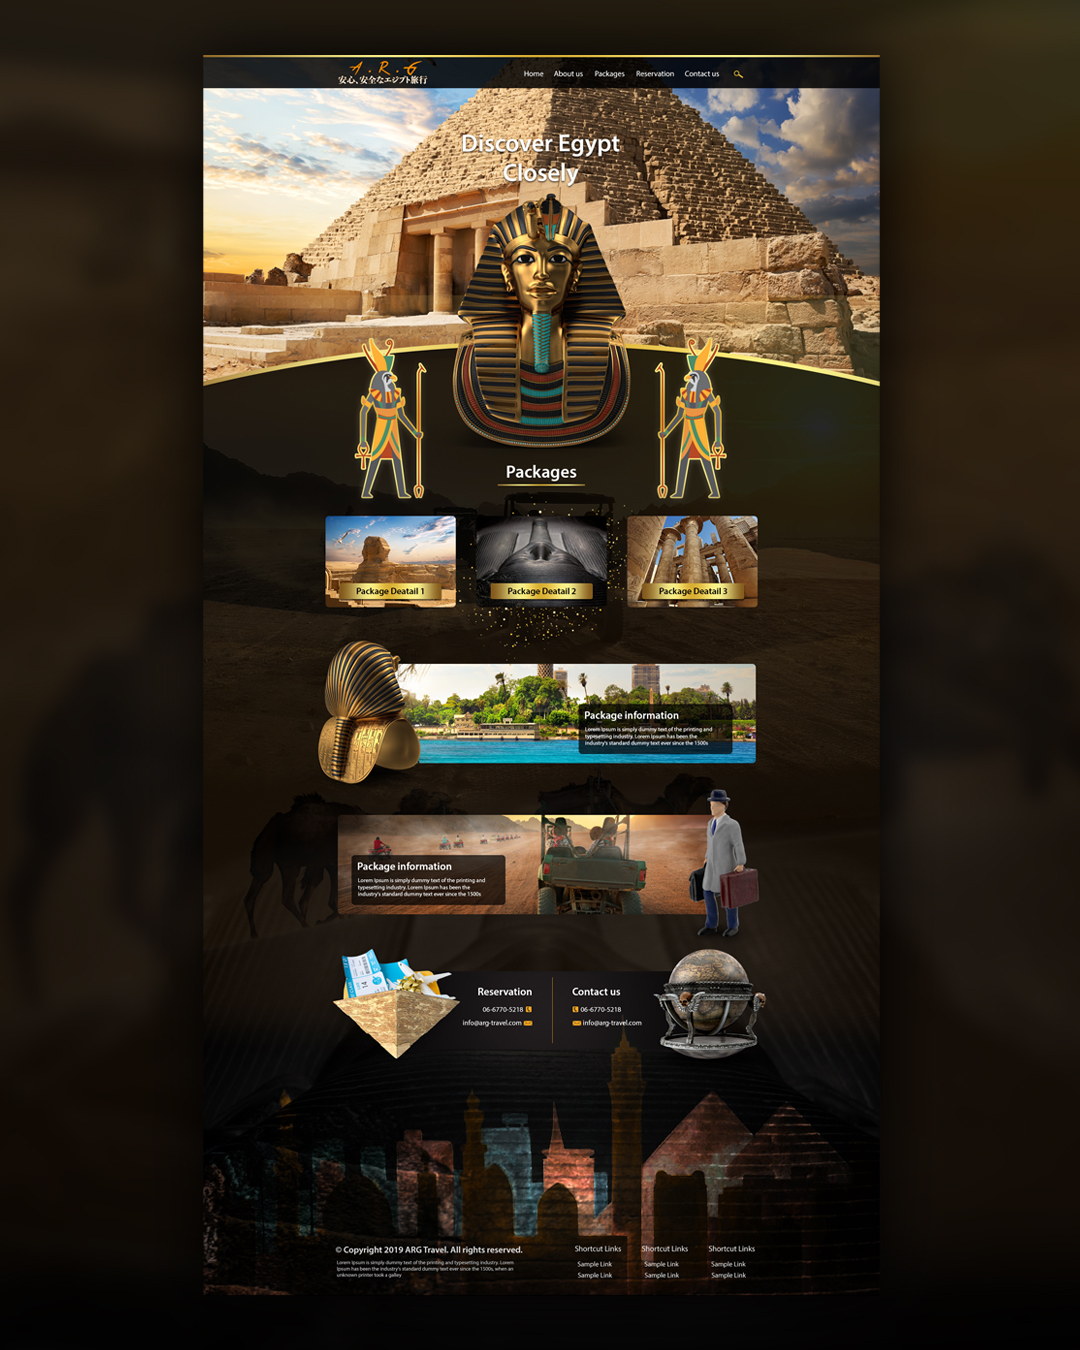 A.R.G
安心、安全なエジプト旅行
Home About us Packages Reservation Contact us
Discover Egypt
Closely
Packages
Package Deatail 1
Package Deatail 2
Package Deatail 3
Package information
Lorem Ipsum is simply dummy text of the printing and
typesetting industry. Lorem Ipsum has been the
industry's standard dummy text ever since the 1500s
Package information
Lorem Ipsum is simply dummy text of the printing and
typesetting industry. Lorem Ipsum has been the
industry's standard dummy text ever since the 1500s
Reservation
06-6770-5218
info@arg-travel.com
Contact us
06-6770-5218
info@arg-travel.com
© Copyright 2019 ARG Travel. All rights reserved.
Lorem Ipsum is simply dummy text of the printing and typesetting industry. Lorem
Ipsum has been the industry's standard dummy text ever since the 1500s, when an
unknown printer took a galley
Shortcut Links
Sample Link
Sample Link
Shortcut Links
Sample Link
Sample Link
Shortcut Links
Sample Link
Sample Link